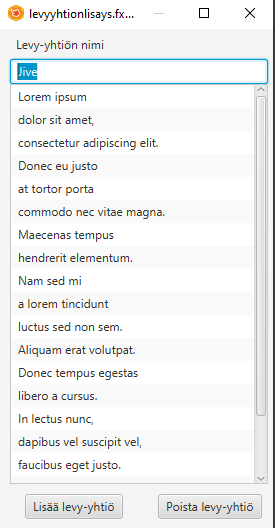 levyyhtionlisays.fx...
Levy-yhtiön nimi
Jive
Lorem ipsum
dolor sit amet,
consectetur adipiscing elit.
Donec eu justo
at tortor porta
commodo nec vitae magna.
Maecenas tempus
hendrerit elementum.
Nam sed mi
a lorem tincidunt
luctus sed non sem.
Aliquam erat volutpat.
Donec tempus egestas
libero a cursus.
In lectus nunc,
dapibus vel suscipit vel,
faucibus eget justo.
Lisää levy-yhtiö
Poista levy-yhtiö